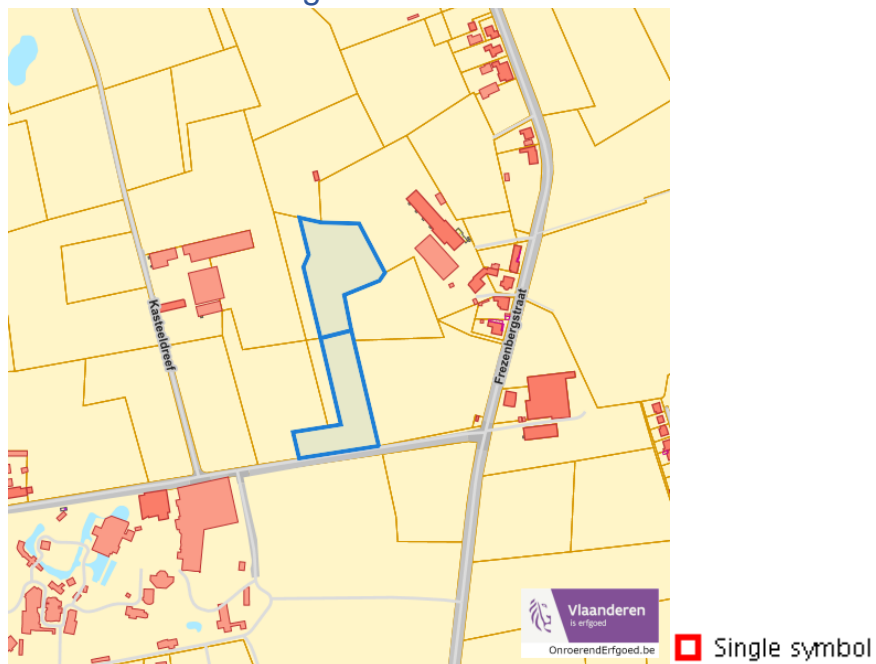 Kasteeldreef
Frezenbergstraat
Vlaanderen
is erfgoed
OnroerendErfgoed.be
Single symbol